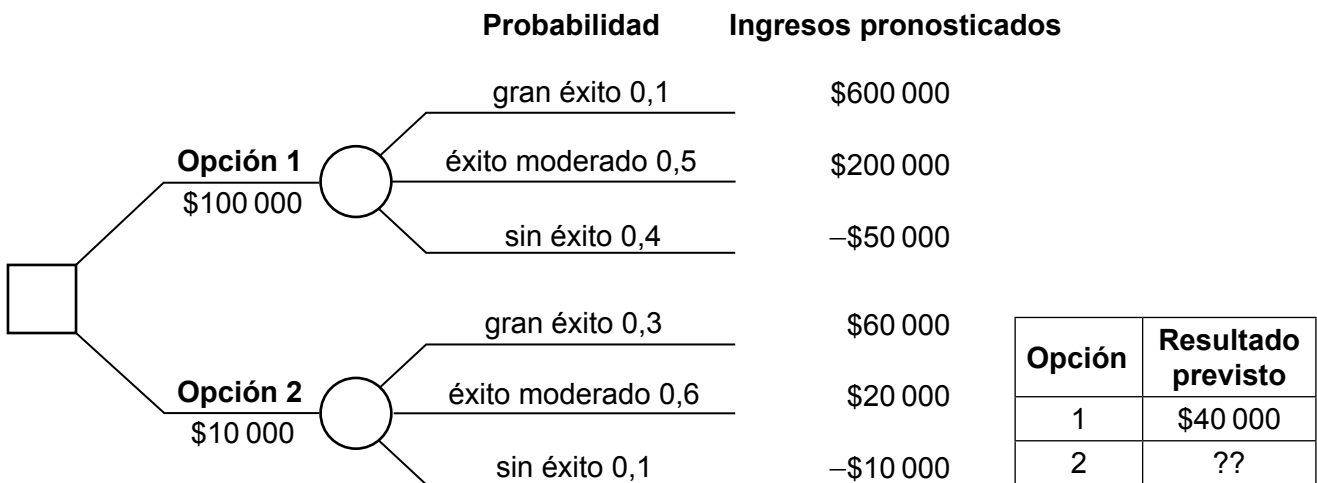 Probabilidad Ingresos pronosticados
gran éxito 0,1 $600 000
Opción 1 éxito moderado 0,5 $200 000
$100 000
sin éxito 0,4 –$50 000
gran éxito 0,3 $60 000
Opción 2 éxito moderado 0,6 $20 000
$10 000
sin éxito 0,1 –$10 000
Opción Resultado previsto
1 $40 000
2 ??